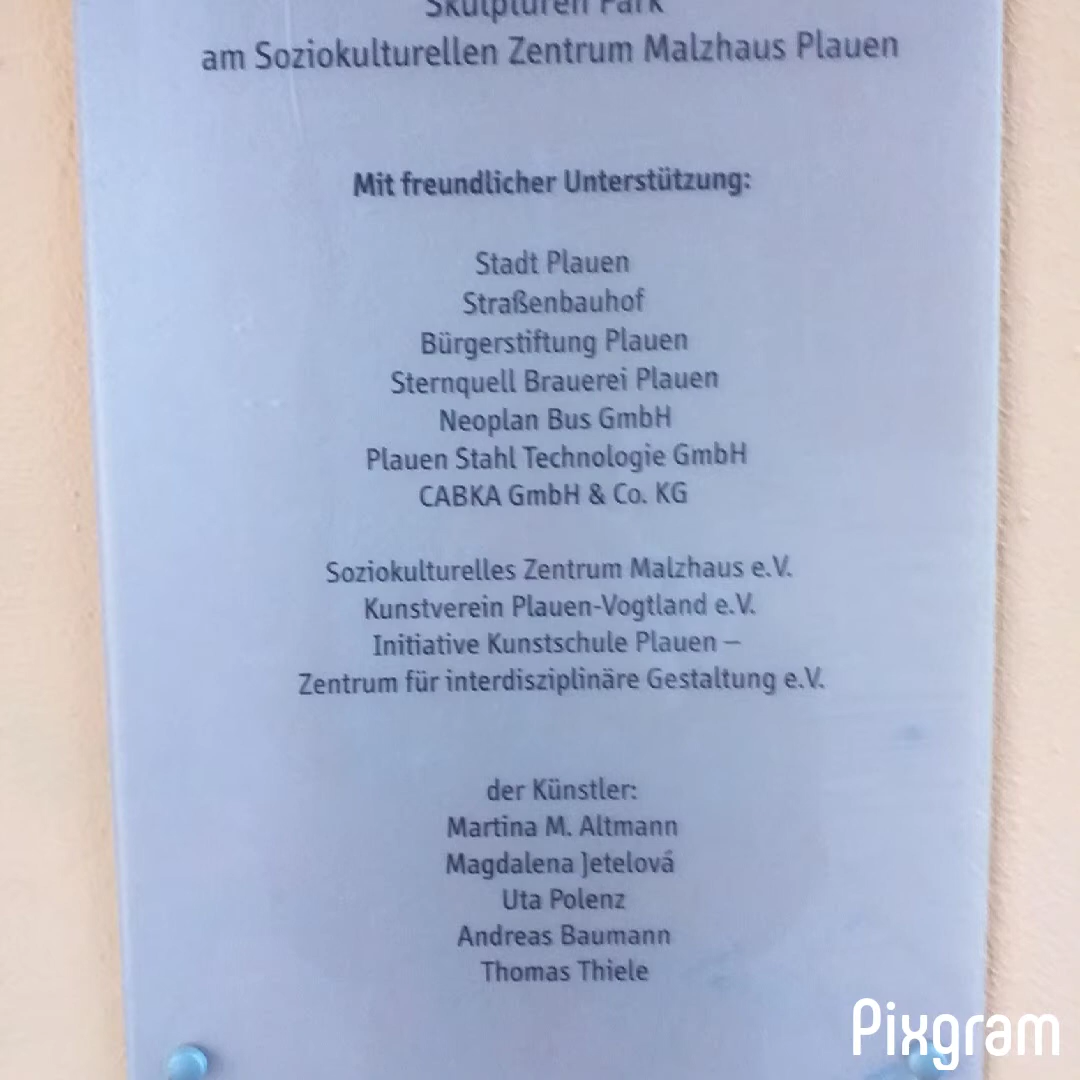 Skulpturen Park
am Soziokulturellen Zentrum Malzhaus Plauen
Mit freundlicher Unterstützung:
Stadt Plauen
Straßenbauhof
Bürgerstiftung Plauen
Sternquell Brauerei Plauen
Neoplan Bus GmbH
Plauen Stahl Technologie GmbH
CABKA GmbH & Co. KG
Soziokulturelles Zentrum Malzhaus e.V.
Kunstverein Plauen-Vogtland e.V.
Initiative Kunstschule Plauen –
Zentrum für interdisziplinäre Gestaltung e.V.
der Künstler:
Martina M. Altmann
Magdalena Jetelová
Uta Polenz
Andreas Baumann
Thomas Thiele
Pixgram